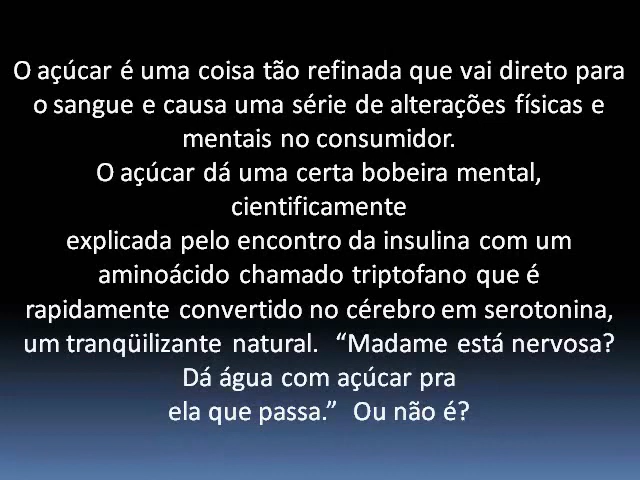 O açúcar é uma coisa tão refinada que vai direto para
o sangue e causa uma série de alterações físicas e
mentais no consumidor.
O açúcar dá uma certa bobeira mental,
cientificamente
explicada pelo encontro da insulina com um
aminoácido chamado triptofano que é
rapidamente convertido no cérebro em serotonina,
um tranqüilizante natural.  “Madame está nervosa?
Dá água com açúcar pra
ela que passa.”  Ou não é?